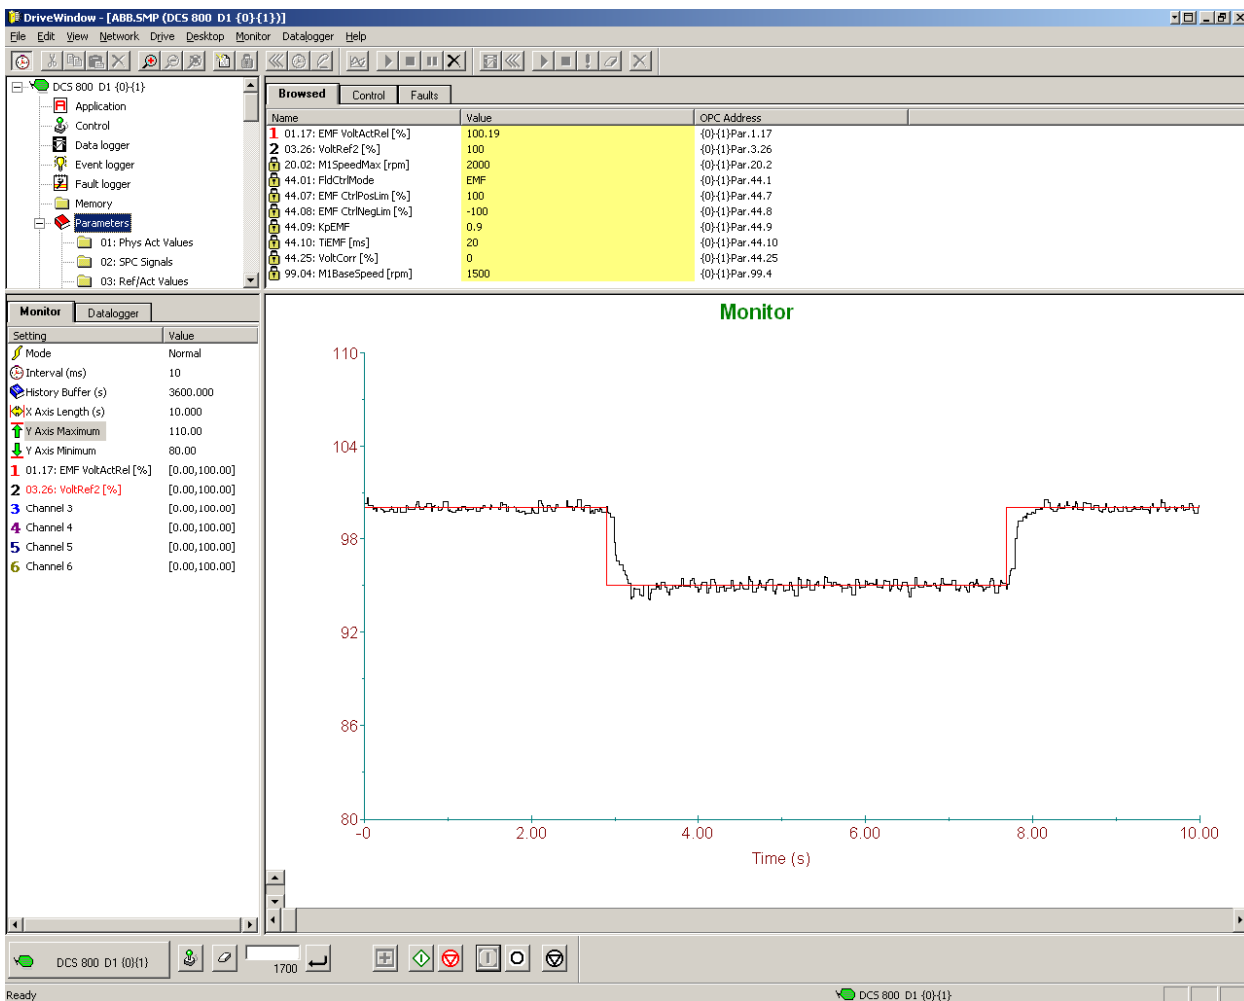 DriveWindow - [ABB.SMP (DCS 800 D1 {0}{1})]
File Edit View Network Drive Desktop Monitor Datalogger Help
DCS 800 D1 {0}{1}
Application
Control
Data logger
Event logger
Fault logger
Memory
Parameters
01: Phys Act Values
02: SPC Signals
03: Ref/Act Values
Browsed Control Faults
Name Value OPC Address
1 01.17: EMF VoltActRel [%] 100.19 {0}{1}Par.1.17
2 03.26: VoltRef2 [%] 100 {0}{1}Par.3.26
20.02: M1SpeedMax [rpm] 2000 {0}{1}Par.20.2
44.01: FldCtrlMode EMF {0}{1}Par.44.1
44.07: EMF CtrlPosLim [%] 100 {0}{1}Par.44.7
44.08: EMF CtrlNegLim [%] -100 {0}{1}Par.44.8
44.09: KpEMF 0.9 {0}{1}Par.44.9
44.10: TiEMF [ms] 20 {0}{1}Par.44.10
44.25: VoltCorr [%] 0 {0}{1}Par.44.25
99.04: M1BaseSpeed [rpm] 1500 {0}{1}Par.99.4
Monitor Datalogger
Setting Value
Mode Normal
Interval (ms) 10
History Buffer (s) 3600.000
X Axis Length (s) 10.000
Y Axis Maximum 110.00
Y Axis Minimum 80.00
1 01.17: EMF VoltActRel [%] [0.00,100.00]
2 03.26: VoltRef2 [%] [0.00,100.00]
3 Channel 3 [0.00,100.00]
4 Channel 4 [0.00,100.00]
5 Channel 5 [0.00,100.00]
6 Channel 6 [0.00,100.00]
Monitor
110
104
98
92
86
80
-0 2.00 4.00 6.00 8.00 10.00
Time (s)
DCS 800 D1 {0}{1}
1700
Ready
DCS 800 D1 {0}{1}